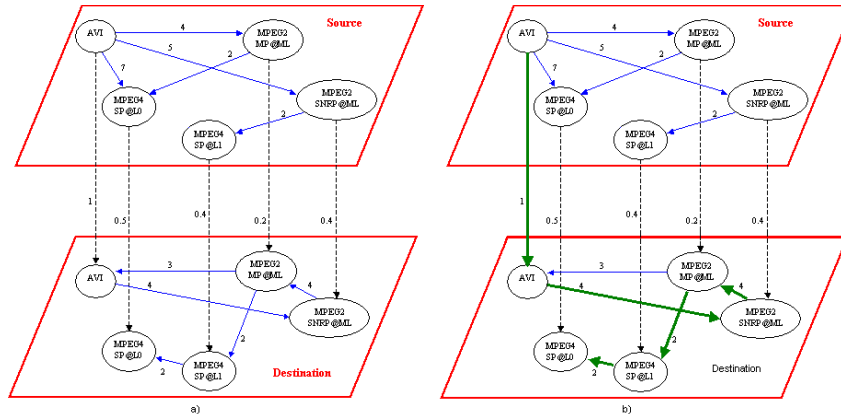 Source
AVI
4
MPEG2
MP@ML
5
2
7
MPEG4
SP@L0
MPEG2
SNRP@ML
2
MPEG4
SP@L1
1
0.5
0.4
0.2
0.4
AVI
3
MPEG2
MP@ML
4
4
MPEG2
SNRP@ML
2
MPEG4
SP@L0
2
MPEG4
SP@L1
Destination
a)
Source
AVI
4
MPEG2
MP@ML
5
2
7
MPEG4
SP@L0
MPEG2
SNRP@ML
2
MPEG4
SP@L1
1
0.5
0.4
0.2
0.4
AVI
3
MPEG2
MP@ML
4
4
MPEG2
SNRP@ML
2
MPEG4
SP@L0
2
MPEG4
SP@L1
Destination
b)